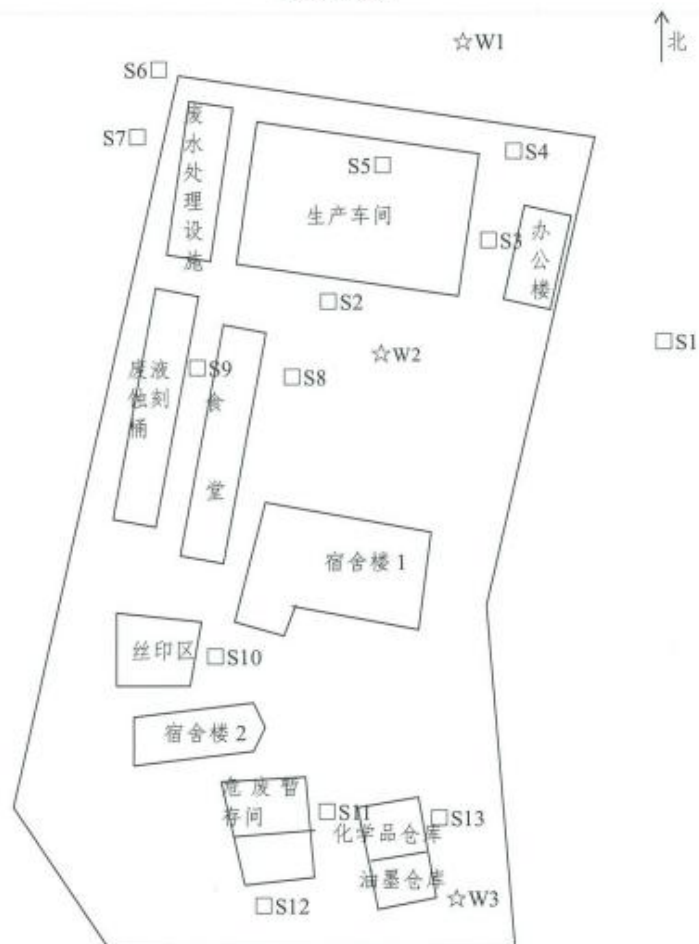 ☆W1
北
S6□
S7□
废水处理设施
S5□
□S4
生产车间
□S3
办公楼
□S2
□S1
☆W2
废液
蚀刻
桶
□S9
□S8
食堂
宿舍楼1
丝印区
□S10
宿舍楼2
危废暂
存间
□S11
□S13
化学品仓库
油墨仓库
☆W3
□S12